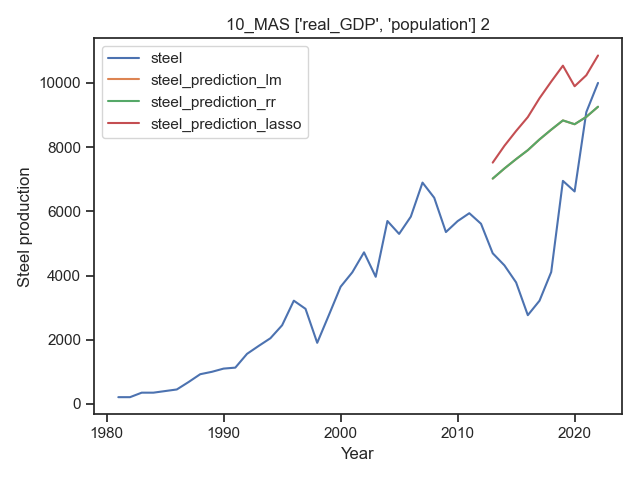 10_MAS ['real_GDP', 'population'] 2
steel
steel_prediction_lm
steel_prediction_rr
steel_prediction_lasso
Steel production
10000
8000
6000
4000
2000
0
1980 1990 2000 2010 2020
Year